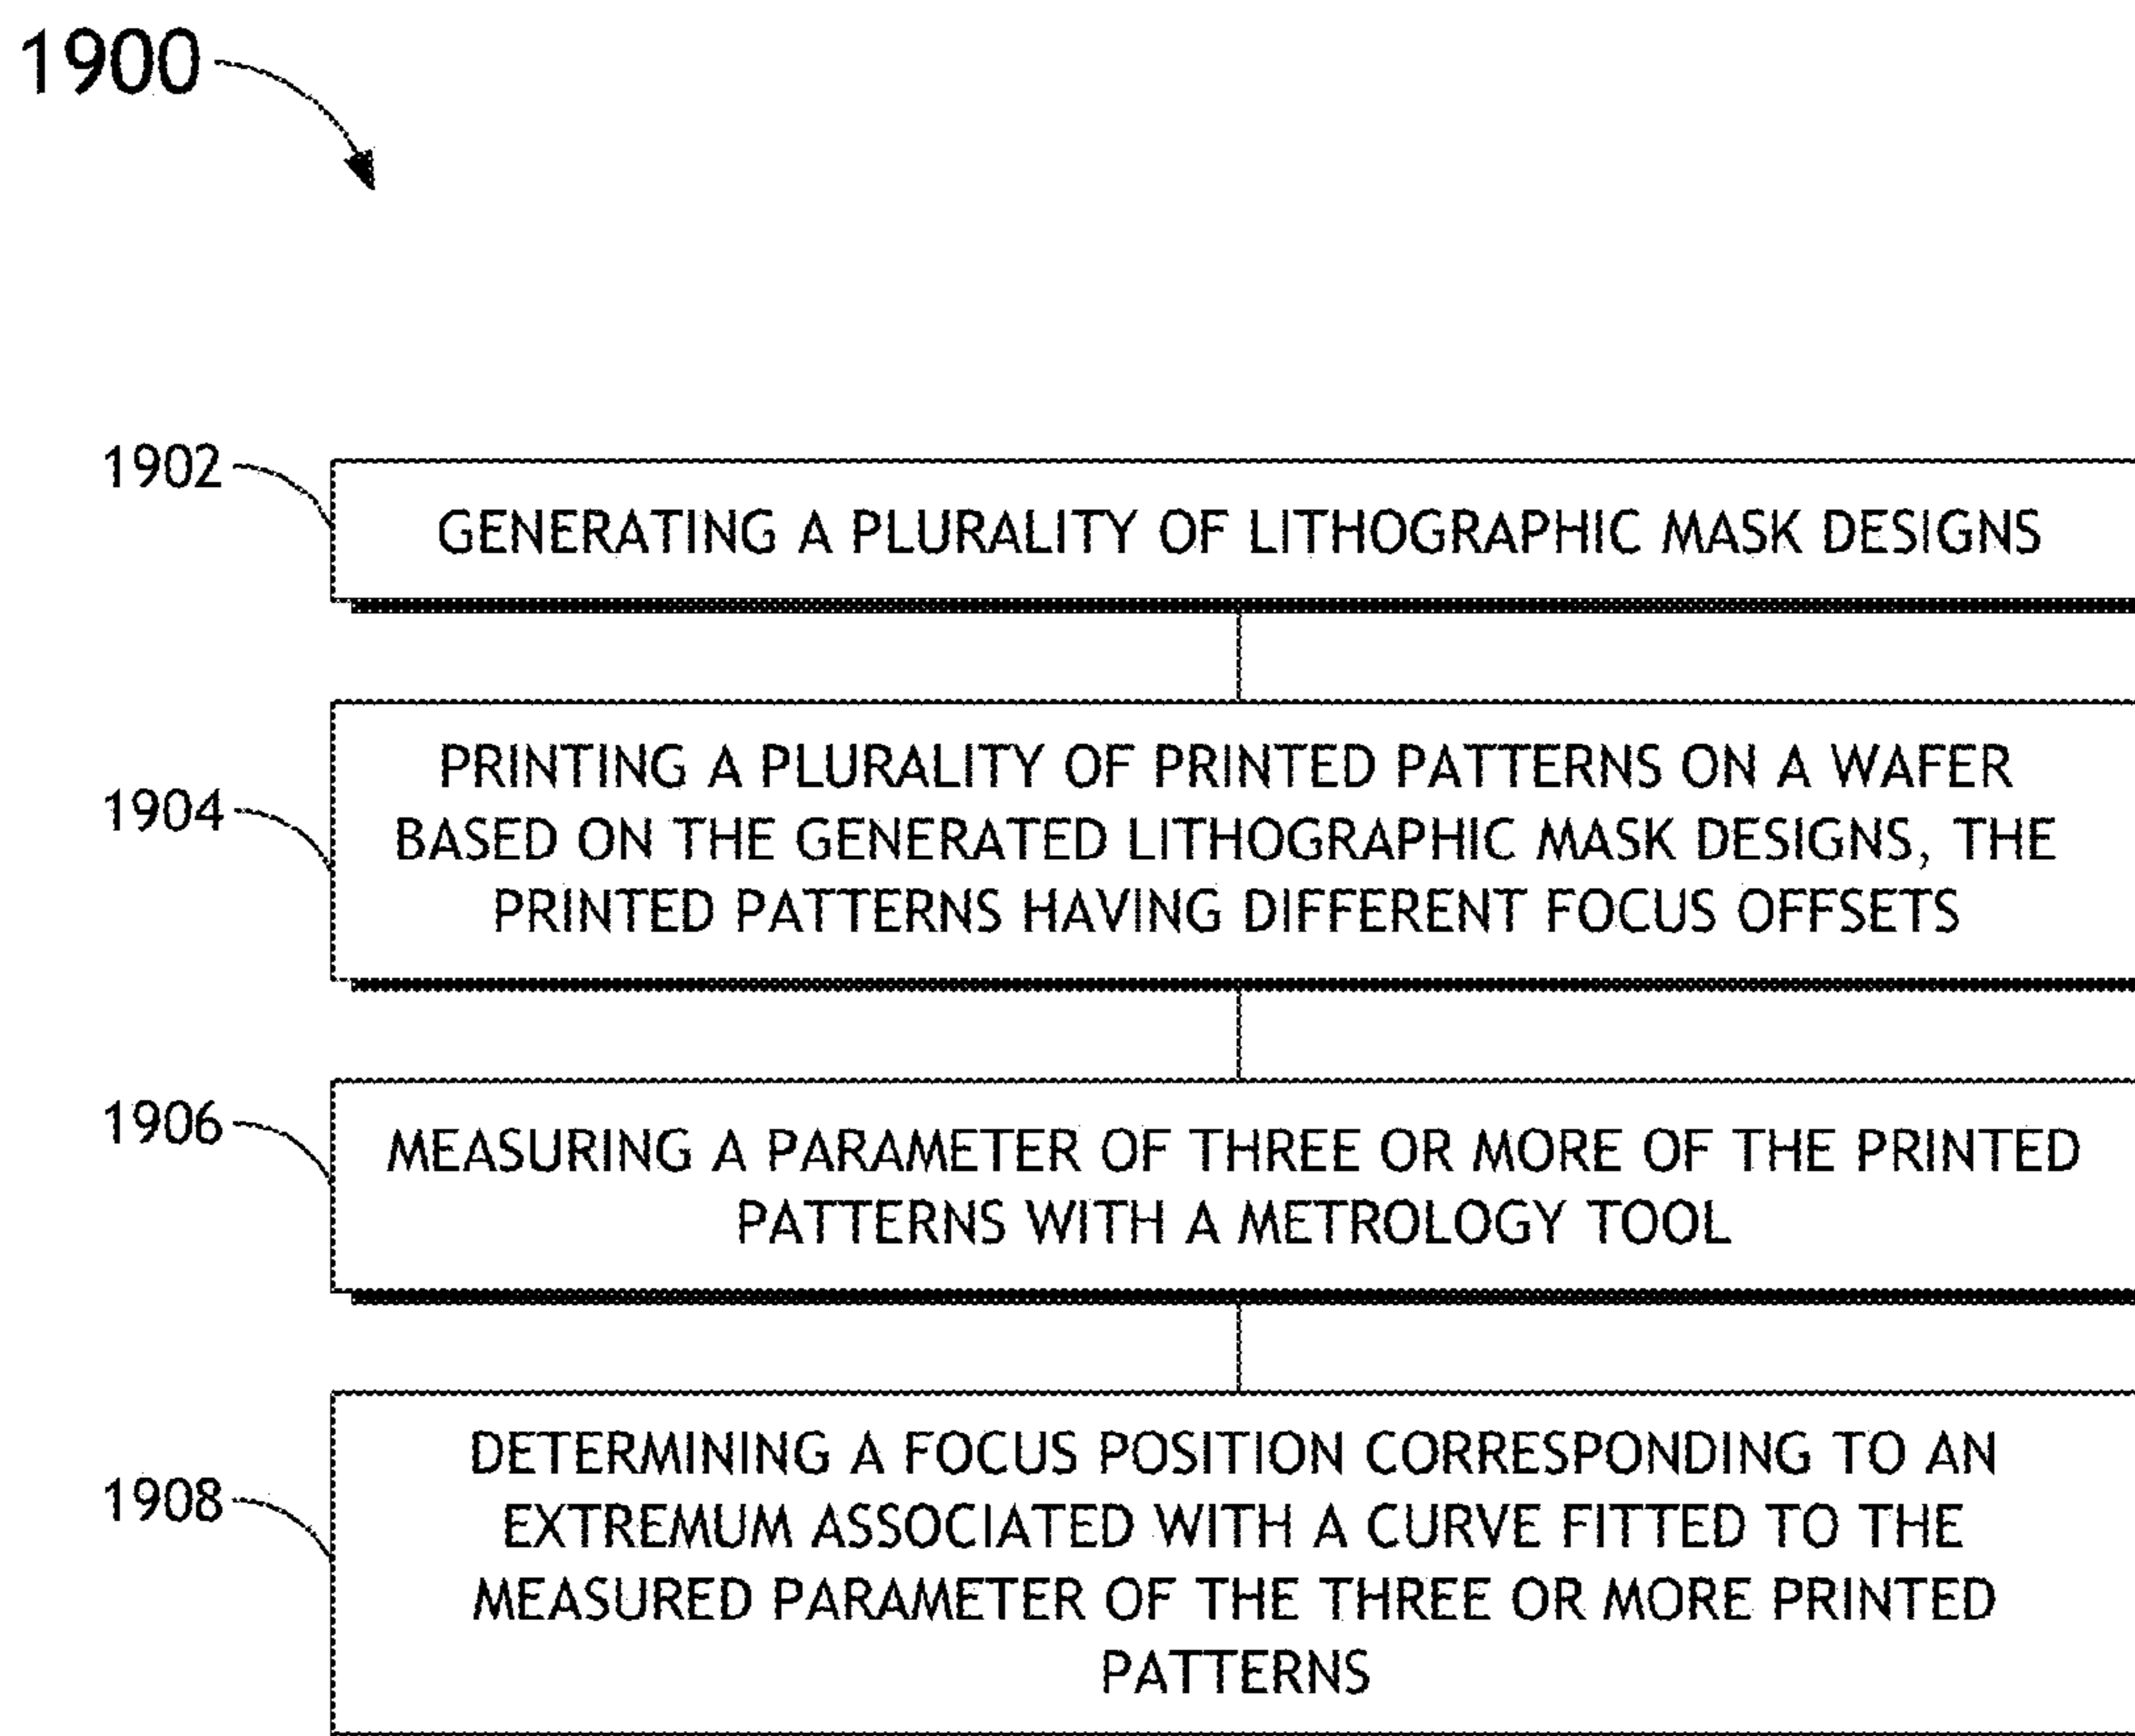 1900
1902
GENERATING A PLURALITY OF LITHOGRAPHIC MASK DESIGNS
1904
PRINTING A PLURALITY OF PRINTED PATTERNS ON A WAFER
BASED ON THE GENERATED LITHOGRAPHIC MASK DESIGNS, THE
PRINTED PATTERNS HAVING DIFFERENT FOCUS OFFSETS
1906
MEASURING A PARAMETER OF THREE OR MORE OF THE PRINTED
PATTERNS WITH A METROLOGY TOOL
1908
DETERMINING A FOCUS POSITION CORRESPONDING TO AN
EXTREMUM ASSOCIATED WITH A CURVE FITTED TO THE
MEASURED PARAMETER OF THE THREE OR MORE PRINTED
PATTERNS